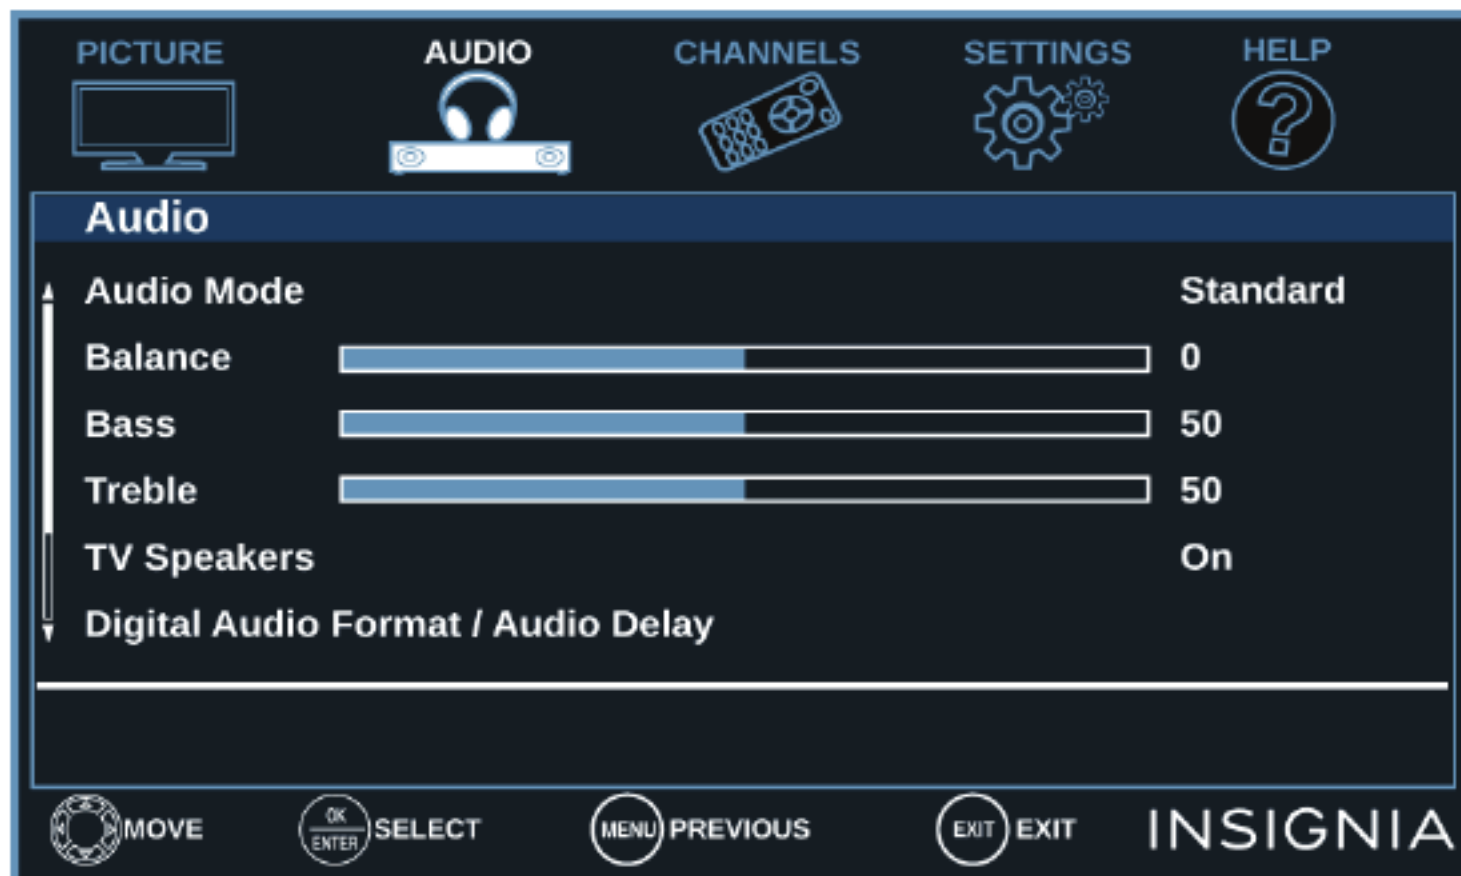 PICTURE AUDIO CHANNELS SETTINGS HELP
?
Audio
Audio Mode Standard
Balance 0
Bass 50
Treble 50
TV Speakers On
Digital Audio Format / Audio Delay
MOVE OK ENTER SELECT MENU PREVIOUS EXIT EXIT INSIGNIA